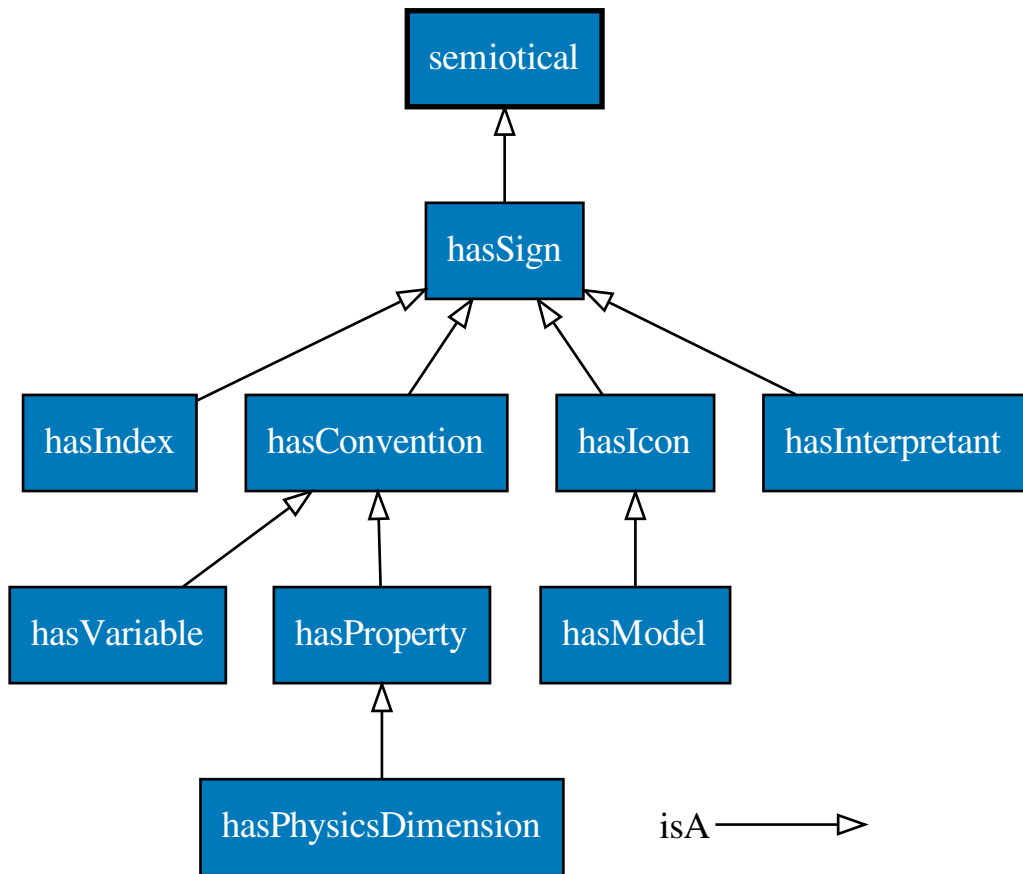 semiotical
hasSign
hasIndex
hasConvention
hasIcon
hasInterpretant
hasVariable
hasProperty
hasModel
hasPhysicsDimension
isA